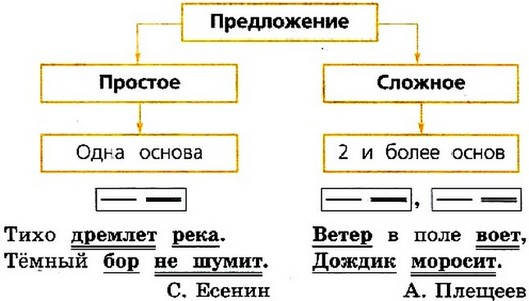 Предложение
Простое
Сложное
Одна основа
2 и более основ
,
Тихо дремлет река.
Тёмный бор не шумит.
С. Есенин
Ветер в поле воет,
Дождик моросит.
А. Плещеев